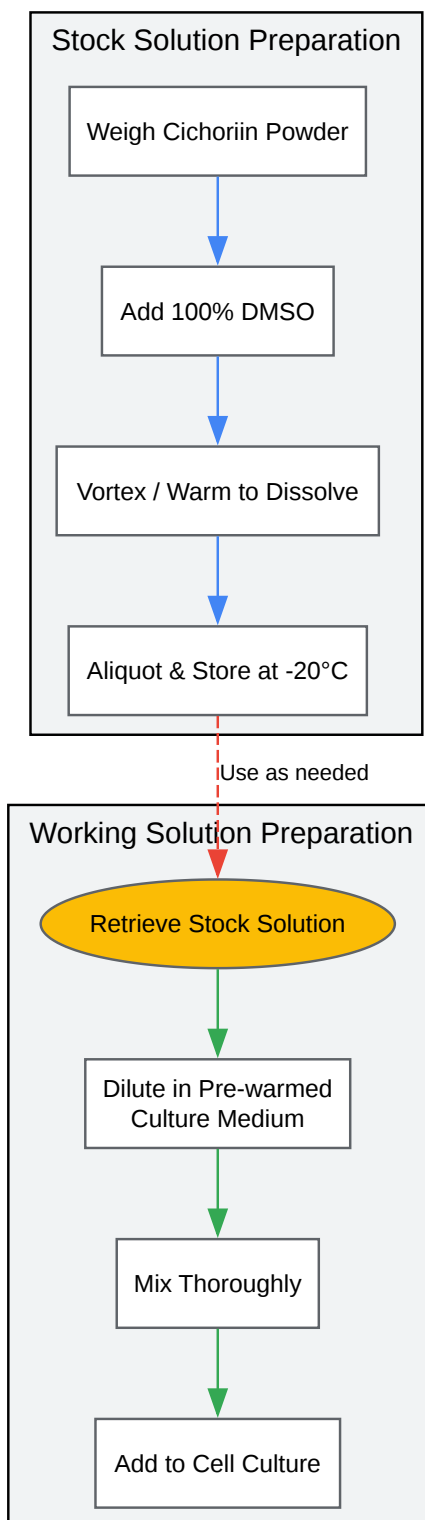 Stock Solution Preparation
Weigh Cichoriin Powder
Add 100% DMSO
Vortex / Warm to Dissolve
Aliquot & Store at -20°C
Use as needed
Working Solution Preparation
Retrieve Stock Solution
Dilute in Pre-warmed
Culture Medium
Mix Thoroughly
Add to Cell Culture